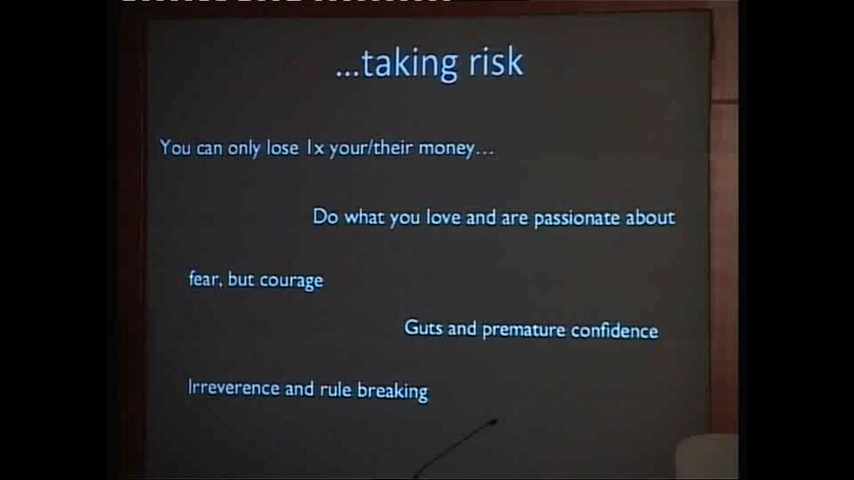 ...taking risk
You can only lose 1x your/their money...
Do what you love and are passionate about
fear, but courage
Guts and premature confidence
Irreverence and rule breaking